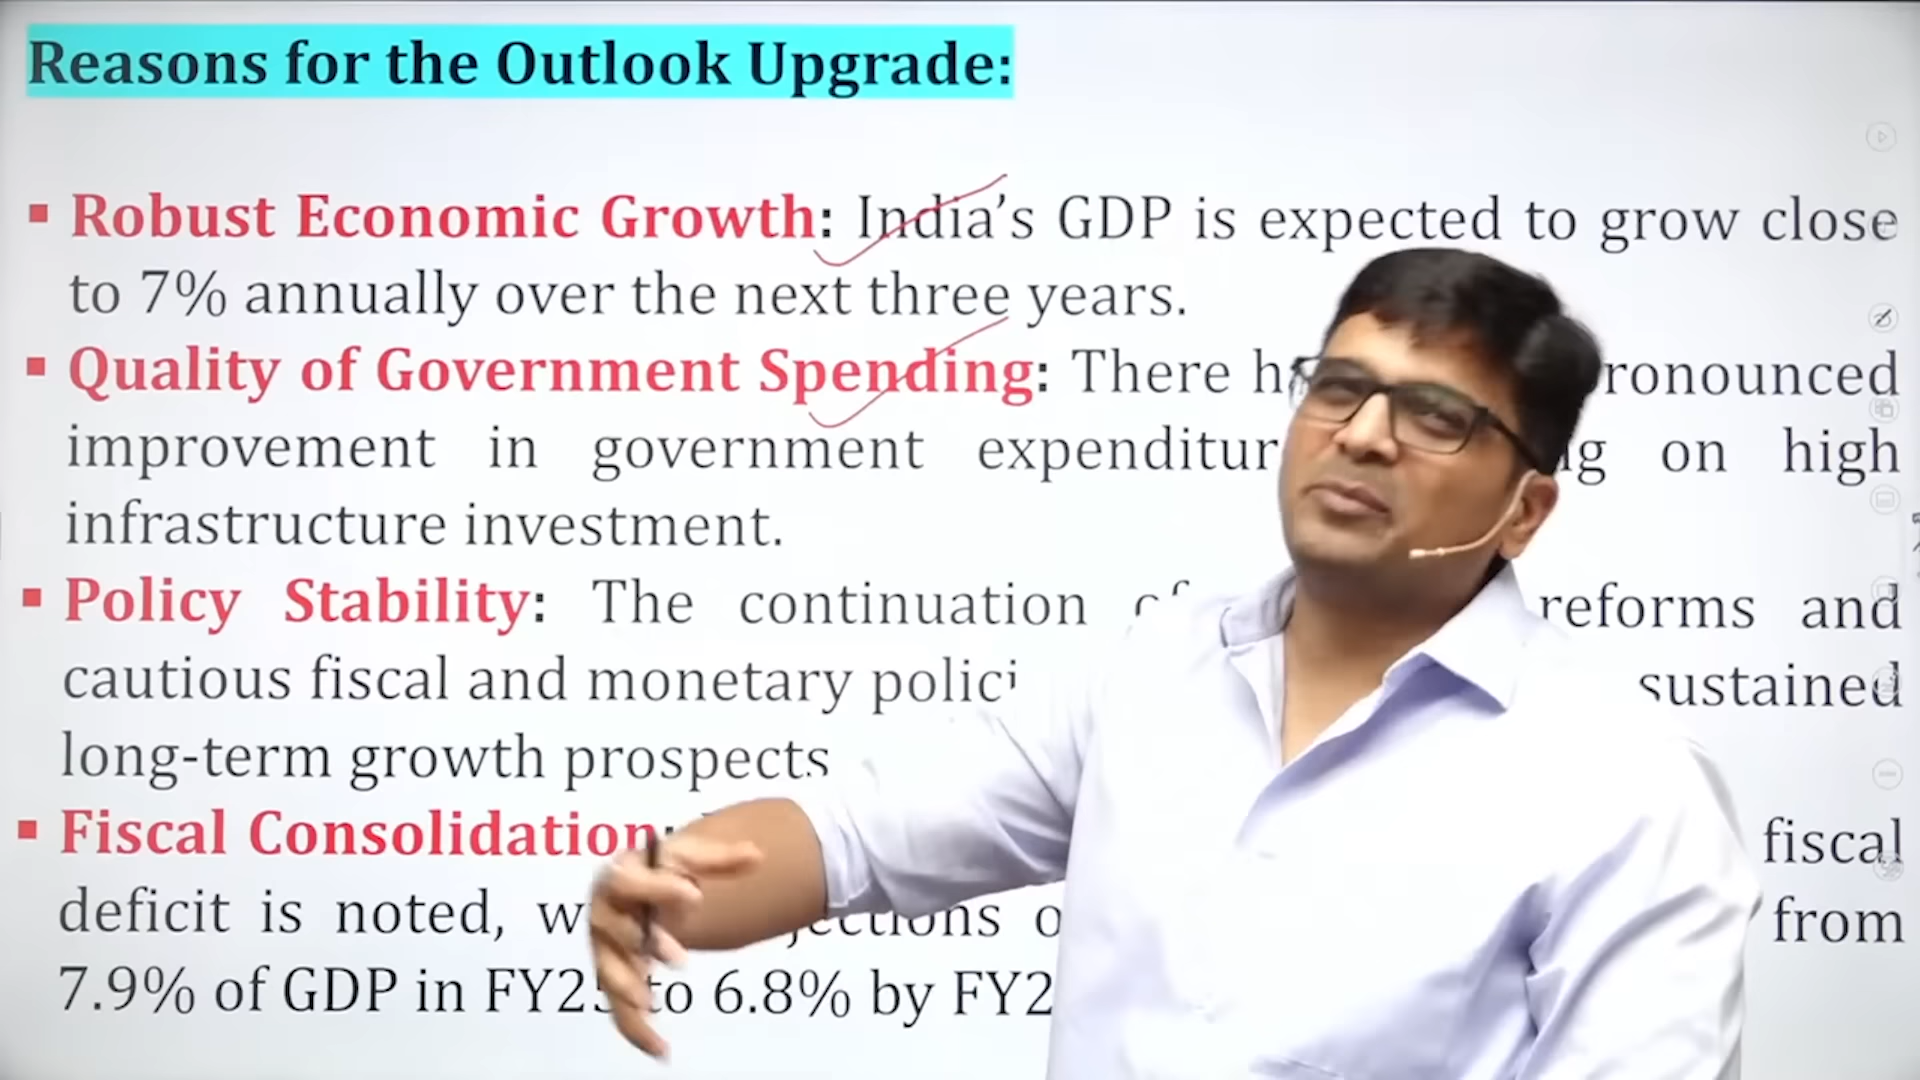 Reasons for the Outlook Upgrade:
▪ Robust Economic Growth: India’s GDP is expected to grow close
to 7% annually over the next three years.
▪ Quality of Government Spending: There
improvement in government on high
infrastructure investment.
▪ Policy Stability: The continuation reforms and
cautious fiscal and monetary sustained
long-term growth prospects
▪ Fiscal Consolidation: fiscal
deficit is noted, from
7.9% of GDP in to 6.8% by